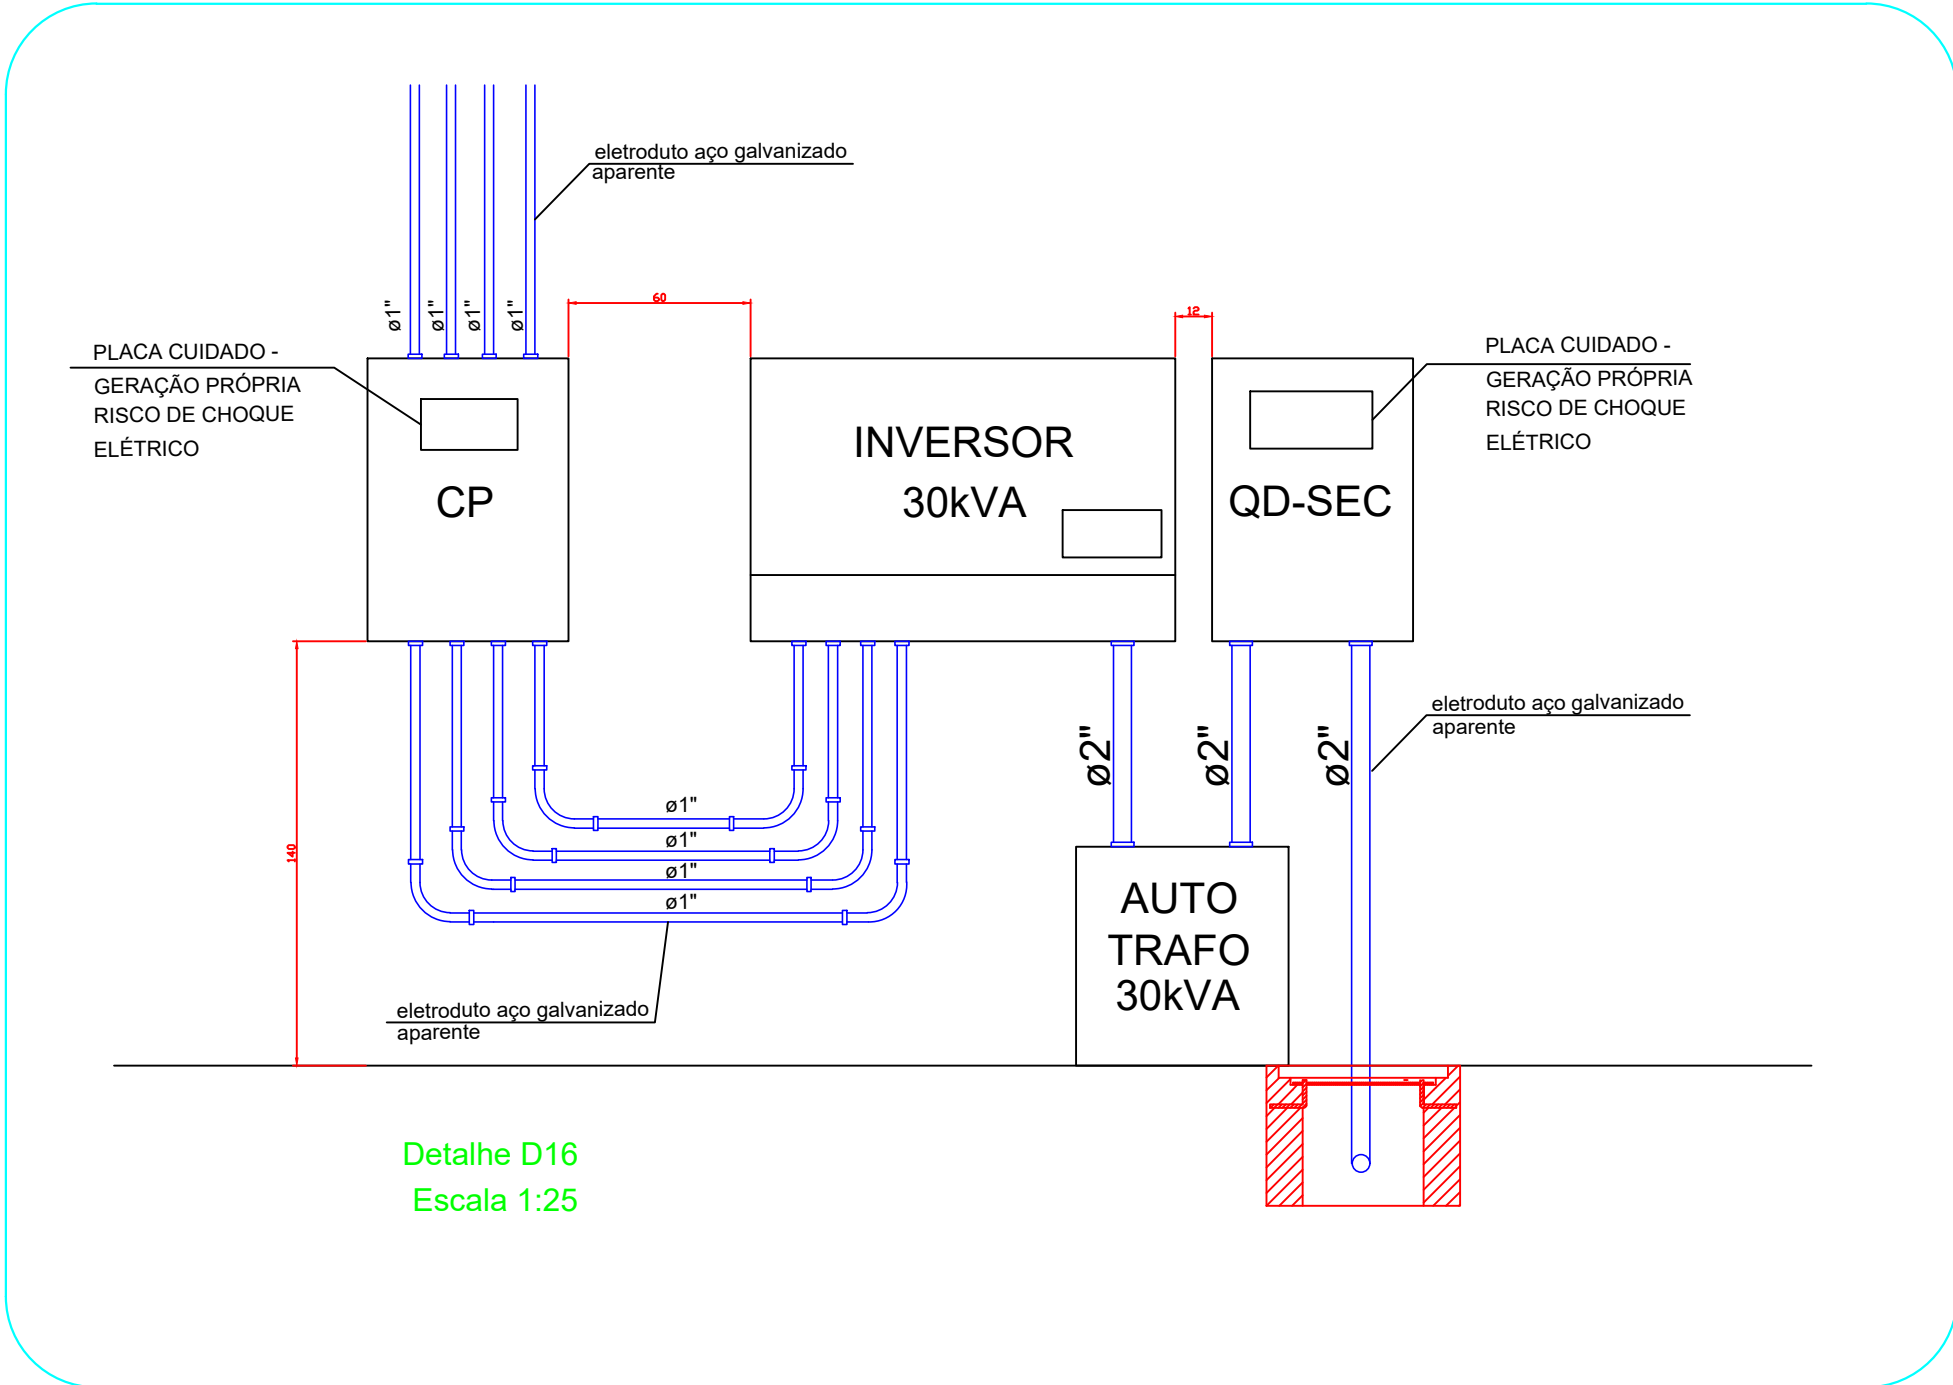 eletroduto aço galvanizado
aparente
ø1"
ø1"
ø1"
ø1"
60
12
PLACA CUIDADO -
GERAÇÃO PRÓPRIA
RISCO DE CHOQUE
ELÉTRICO
PLACA CUIDADO -
GERAÇÃO PRÓPRIA
RISCO DE CHOQUE
ELÉTRICO
CP
INVERSOR
30kVA
QD-SEC
eletroduto aço galvanizado
aparente
ø2"
ø2"
ø2"
ø1"
ø1"
ø1"
ø1"
140
AUTO
TRAFO
30kVA
eletroduto aço galvanizado
aparente
Detalhe D16
Escala 1:25